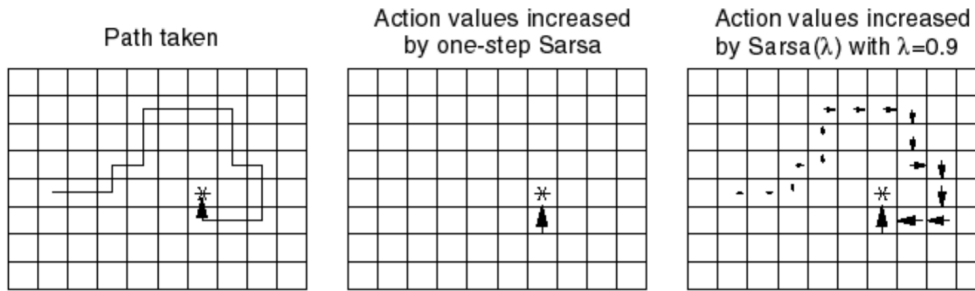 Path taken
Action values increased
by one-step Sarsa
Action values increased
by Sarsa(λ) with λ=0.9